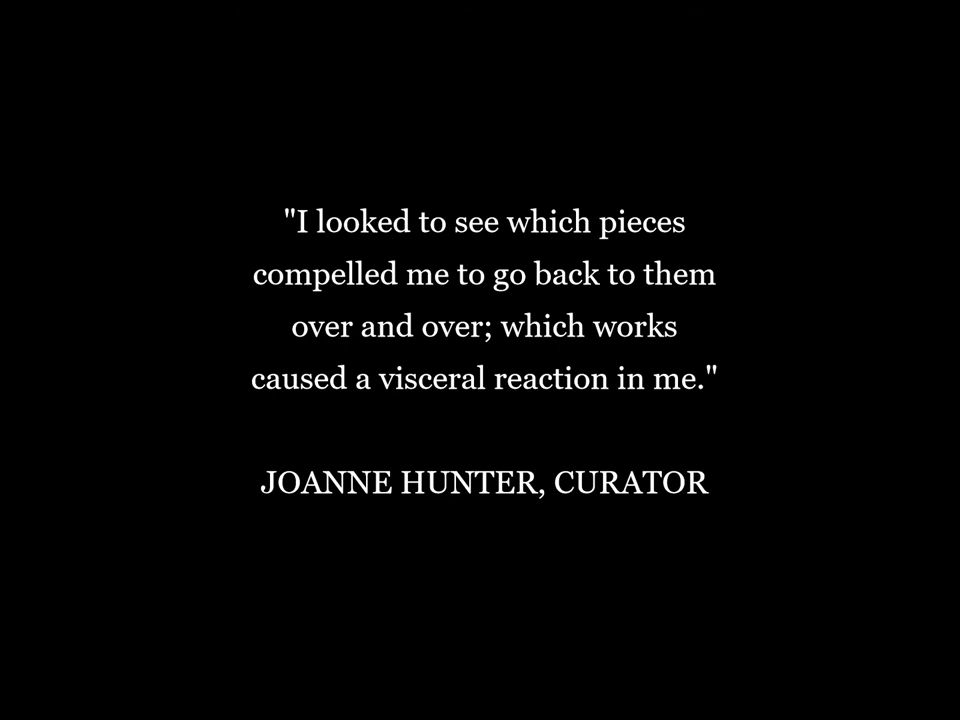 "I looked to see which pieces
compelled me to go back to them
over and over; which works
caused a visceral reaction in me."
JOANNE HUNTER, CURATOR